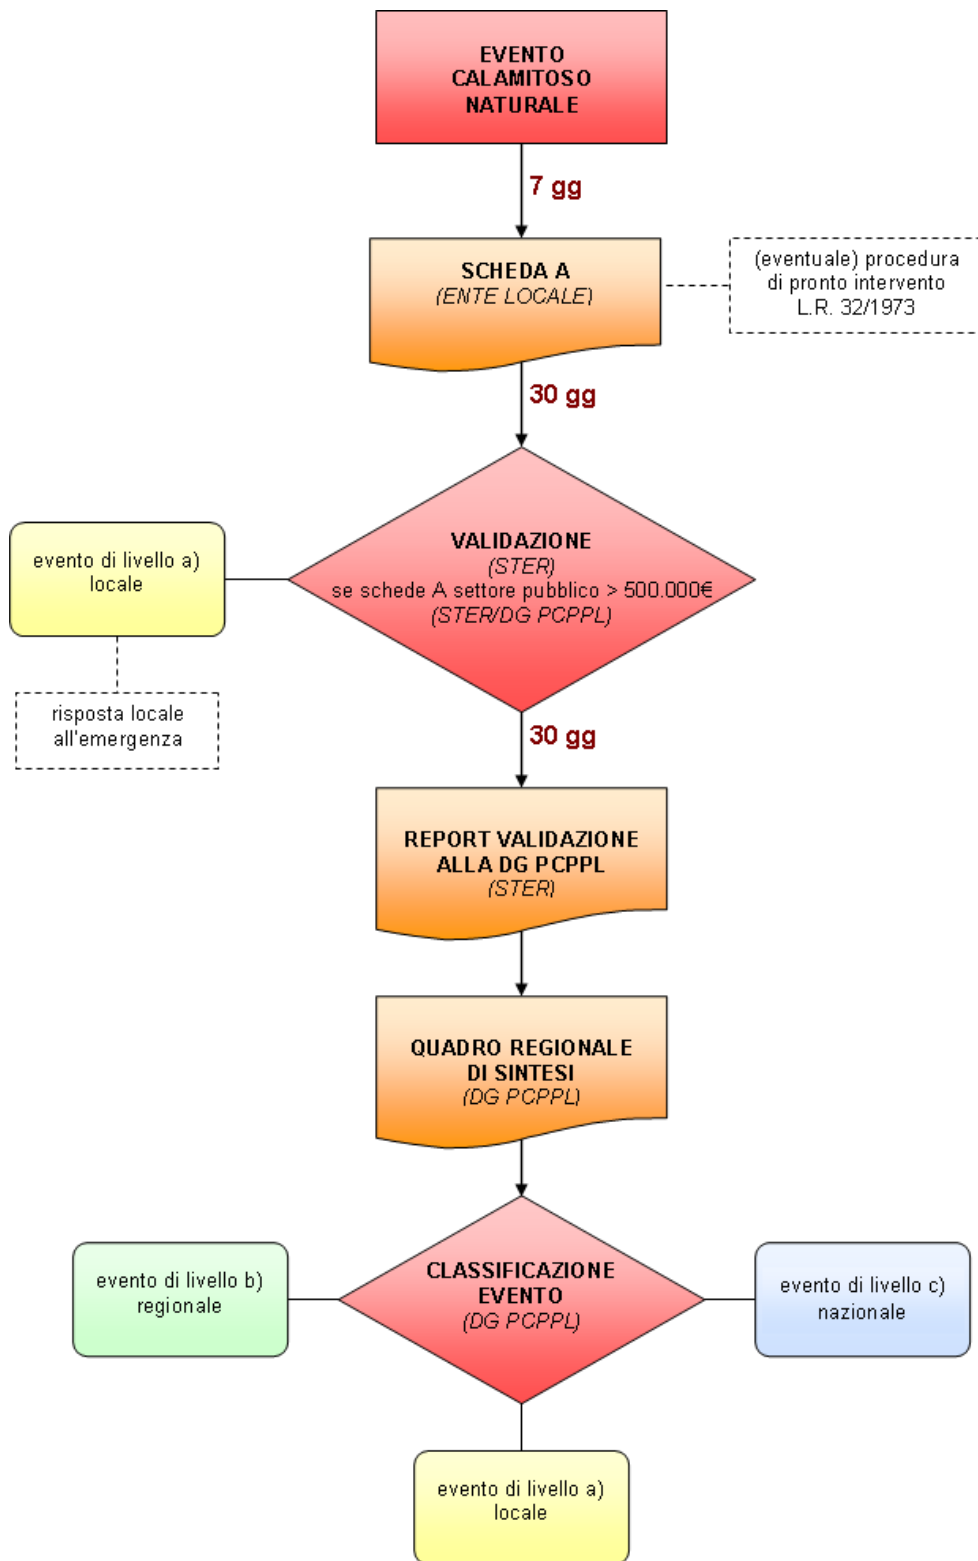 EVENTO
CALAMITOSO
NATURALE
7 gg
SCHEDA A
(ENTE LOCALE)
(eventuale) procedura
di pronto intervento
L.R. 32/1973
30 gg
VALIDAZIONE
(STER)
se schede A settore pubblico > 500.000€
(STER/DG PCPPL)
evento di livello a)
locale
risposta locale
all'emergenza
30 gg
REPORT VALIDAZIONE
ALLA DG PCPPL
(STER)
QUADRO REGIONALE
DI SINTESI
(DG PCPPL)
CLASSIFICAZIONE
EVENTO
(DG PCPPL)
evento di livello b)
regionale
evento di livello c)
nazionale
evento di livello a)
locale